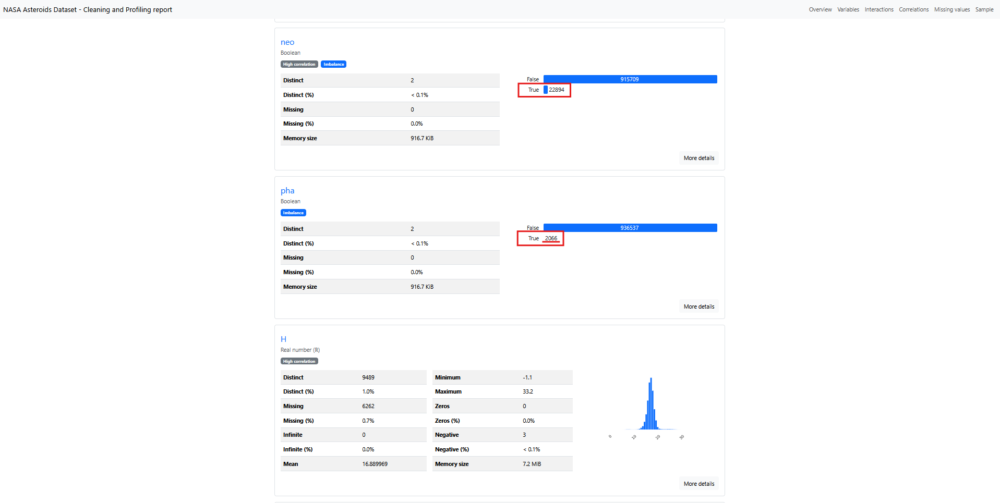 NASA Asteroids Dataset - Cleaning and Profiling report
Overview Variables Interactions Correlations Missing values Sample
neo
Boolean
High correlation Imbalance
Distinct 2
Distinct (%) < 0.1%
Missing 0
Missing (%) 0.0%
Memory size 916.7 KiB
False 915709
True 22894
More details
pha
Boolean
Imbalance
Distinct 2
Distinct (%) < 0.1%
Missing 0
Missing (%) 0.0%
Memory size 916.7 KiB
False 936537
True 2066
More details
H
Real number (ℝ)
High correlation
Distinct 9489
Distinct (%) 1.0%
Missing 6262
Missing (%) 0.7%
Infinite 0
Infinite (%) 0.0%
Mean 16.889969
Minimum -1.1
Maximum 33.2
Zeros 0
Zeros (%) 0.0%
Negative 3
Negative (%) < 0.1%
Memory size 7.2 MiB
0 10 20 30
More details